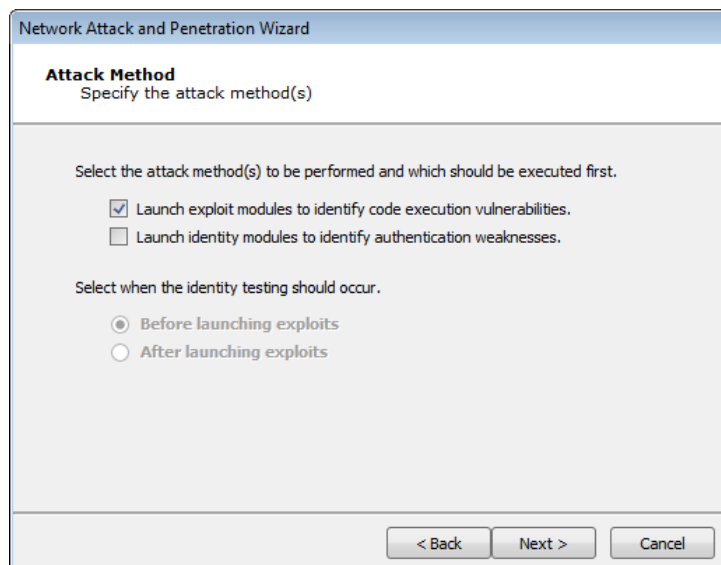 Network Attack and Penetration Wizard
Attack Method
Specify the attack method(s)
Select the attack method(s) to be performed and which should be executed first.
Launch exploit modules to identify code execution vulnerabilities.
Launch identity modules to identify authentication weaknesses.
Select when the identity testing should occur.
Before launching exploits
After launching exploits
< Back Next > Cancel